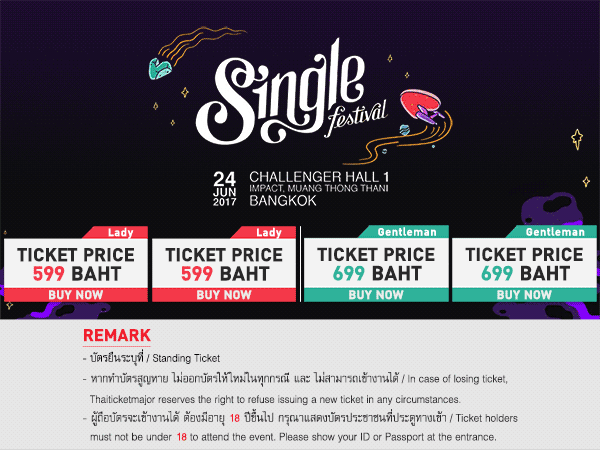 Single
festival
24
JUN
2017
CHALLENGER HALL 1
IMPACT, MUANG THONG THANI
BANGKOK
Lady
TICKET PRICE
599 BAHT
BUY NOW
Lady
TICKET PRICE
599 BAHT
BUY NOW
Gentleman
TICKET PRICE
699 BAHT
BUY NOW
Gentleman
TICKET PRICE
699 BAHT
BUY NOW
REMARK
- บัตรยืนระบุที่ / Standing Ticket
- หากทำบัตรสูญหาย ไม่ออกบัตรให้ใหม่ในทุกกรณี และ ไม่สามารถเข้างานได้ / In case of losing ticket,
Thaiticketmajor reserves the right to refuse issuing a new ticket in any circumstances.
- ผู้ถือบัตรจะเข้างานได้ ต้องมีอายุ 18 ปีขึ้นไป กรุณาแสดงบัตรประชาชนที่ประตูทางเข้า / Ticket holders
must not be under 18 to attend the event. Please show your ID or Passport at the entrance.